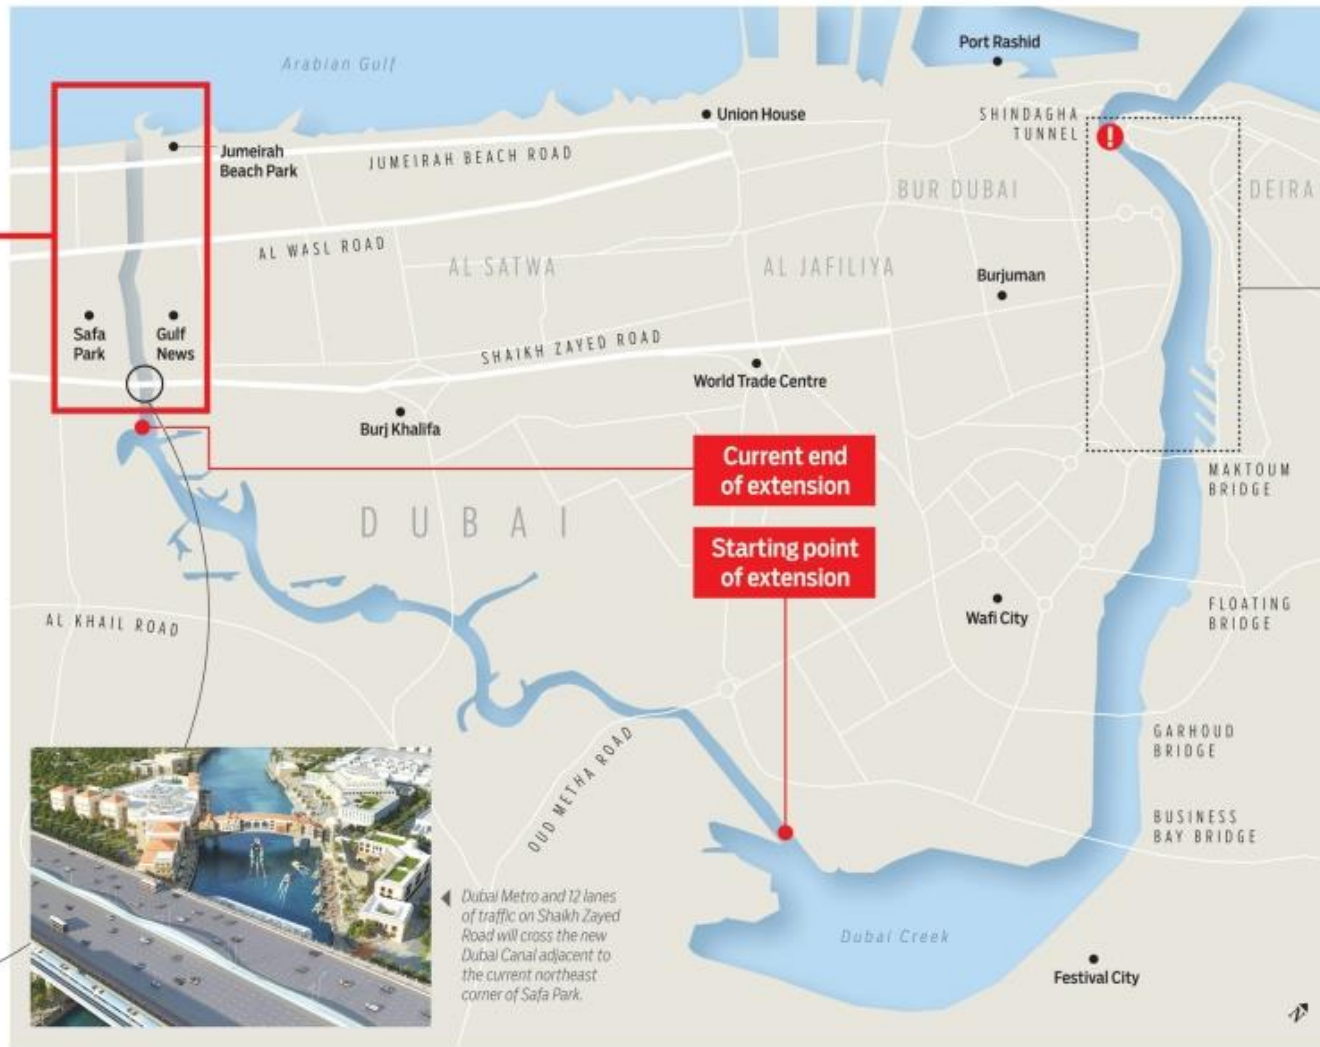 Arabian Gulf
Port Rashid
Union House
SHINDAGHA
TUNNEL
!
Jumeirah
Beach Park
JUMEIRAH BEACH ROAD
BUR DUBAI
DEIRA
AL WASL ROAD
AL SATWA
AL JAFILIYA
Burjuman
Safa
Park
Gulf
News
SHAIKH ZAYED ROAD
World Trade Centre
Burj Khalifa
Current end
of extension
MAKTOUM
BRIDGE
DUBAI
Starting point
of extension
Wafi City
FLOATING
BRIDGE
AL KHAIL ROAD
GARHOUD
BRIDGE
OUD METHA ROAD
BUSINESS
BAY BRIDGE
Dubai Metro and 12 lanes
of traffic on Shaikh Zayed
Road will cross the new
Dubai Canal adjacent to
the current northeast
corner of Safa Park.
Dubai Creek
Festival City
N